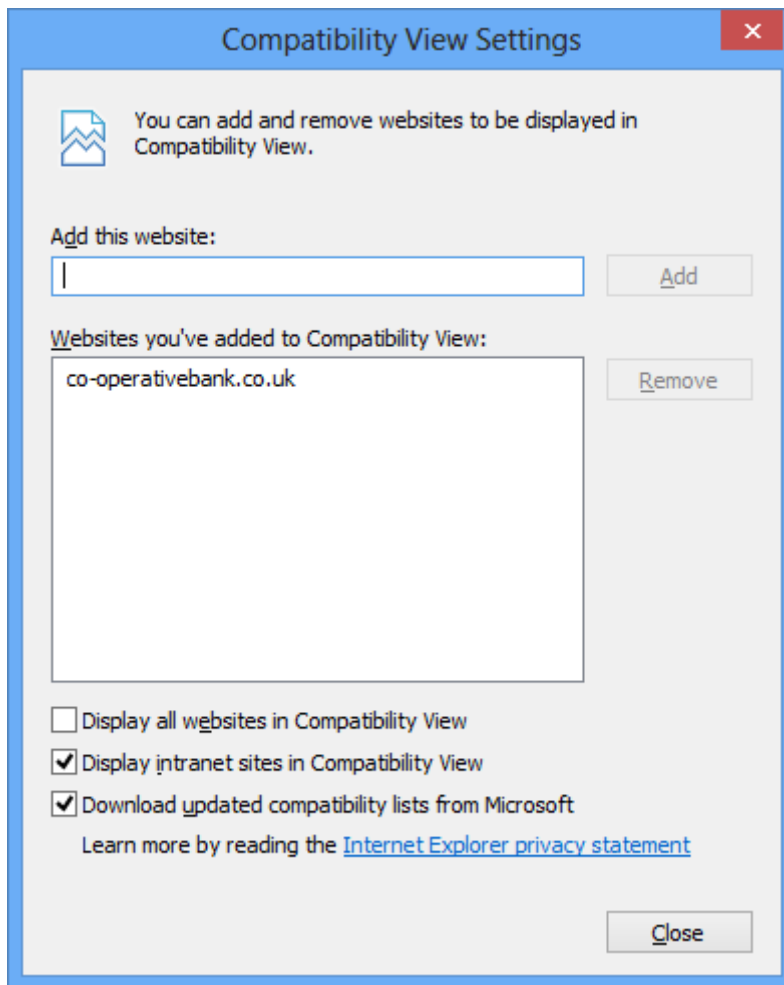 Compatibility View Settings
You can add and remove websites to be displayed in
Compatibility View.
Add this website:
Add
Websites you've added to Compatibility View:
co-operativebank.co.uk
Remove
Display all websites in Compatibility View
Display intranet sites in Compatibility View
Download updated compatibility lists from Microsoft
Learn more by reading the Internet Explorer privacy statement
Close